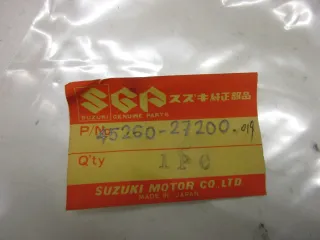 SGP スズキ純正部品
SUZUKI GENUINE PARTS
P/No. 45260-27200.019
Q'ty 1PC
SUZUKI MOTOR CO., LTD.
MADE IN JAPAN